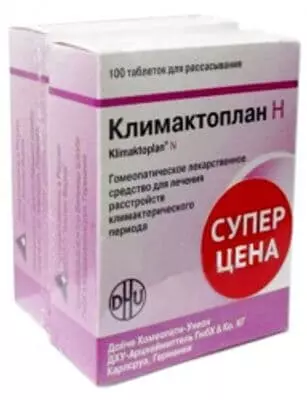 100 таблеток для рассасывания
Климактоплан Н
Klimaktoplan® N
Гомеопатическое лекарственное
средство для лечения
расстройств
климактерического
периода
СУПЕР
ЦЕНА
DHU
Дойче Хомеопати-Унион
ДХУ-Арцнаймиттель ГмбХ & Ко. КГ
Карлсруэ, Германия